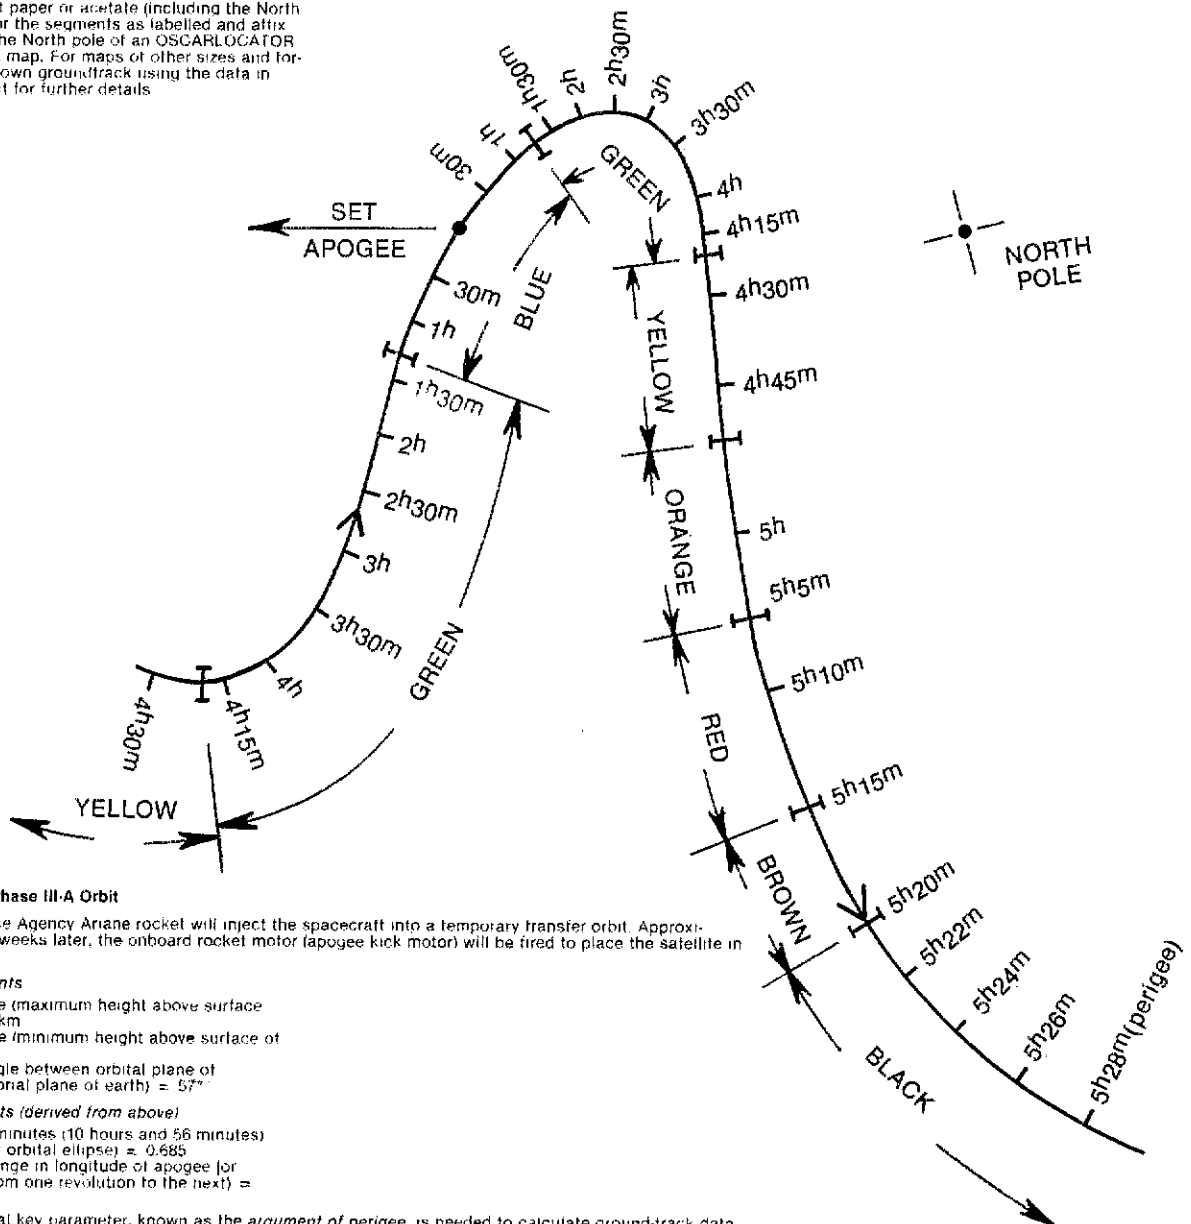 t paper or acetate (including the North
or the segments as labelled and affix
he North pole of an OSCARLOCATOR
map. For maps of other sizes and for-
own groundtrack using the data in
t for further details
30m
1h
1h30m
2h
2h30m
3h
3h30m
4h
4h15m
4h30m
4h45m
5h
5h5m
5h10m
5h15m
5h20m
5h22m
5h24m
5h26m
5h28m(perigee)
SET
APOGEE
GREEN
BLUE
YELLOW
ORANGE
RED
BROWN
BLACK
NORTH
POLE
30m
1h
1h30m
2h
2h30m
3h
3h30m
4h
4h15m
4h30m
GREEN
YELLOW
hase III-A Orbit
e Agency Ariane rocket will inject the spacecraft into a temporary transfer orbit. Approxi-
weeks later, the onboard rocket motor (apogee kick motor) will be fired to place the satellite in
nts
e (maximum height above surface
km
e (minimum height above surface of
gle between orbital plane of
orial plane of earth) = 57°
ts (derived from above)
minutes (10 hours and 56 minutes)
orbital ellipse) = 0.685
nge in longitude of apogee [or
om one revolution to the next) =
al key parameter, known as the argument of perigee, is needed to calculate ground-track data